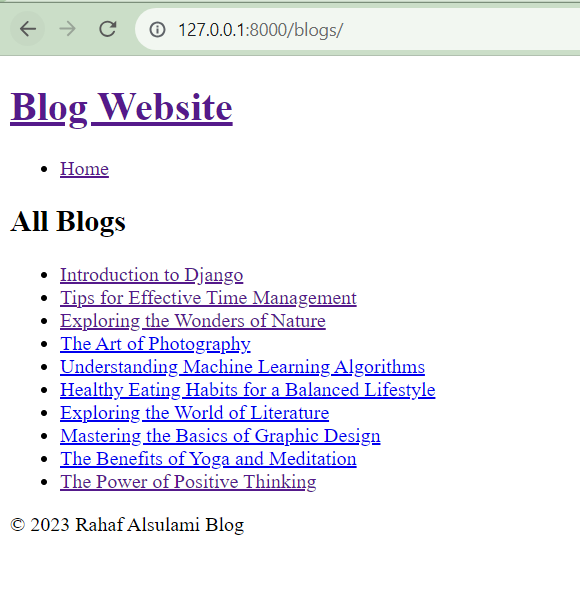 127.0.0.1:8000/blogs/
Blog Website
Home
All Blogs
Introduction to Django
Tips for Effective Time Management
Exploring the Wonders of Nature
The Art of Photography
Understanding Machine Learning Algorithms
Healthy Eating Habits for a Balanced Lifestyle
Exploring the World of Literature
Mastering the Basics of Graphic Design
The Benefits of Yoga and Meditation
The Power of Positive Thinking
© 2023 Rahaf Alsulami Blog